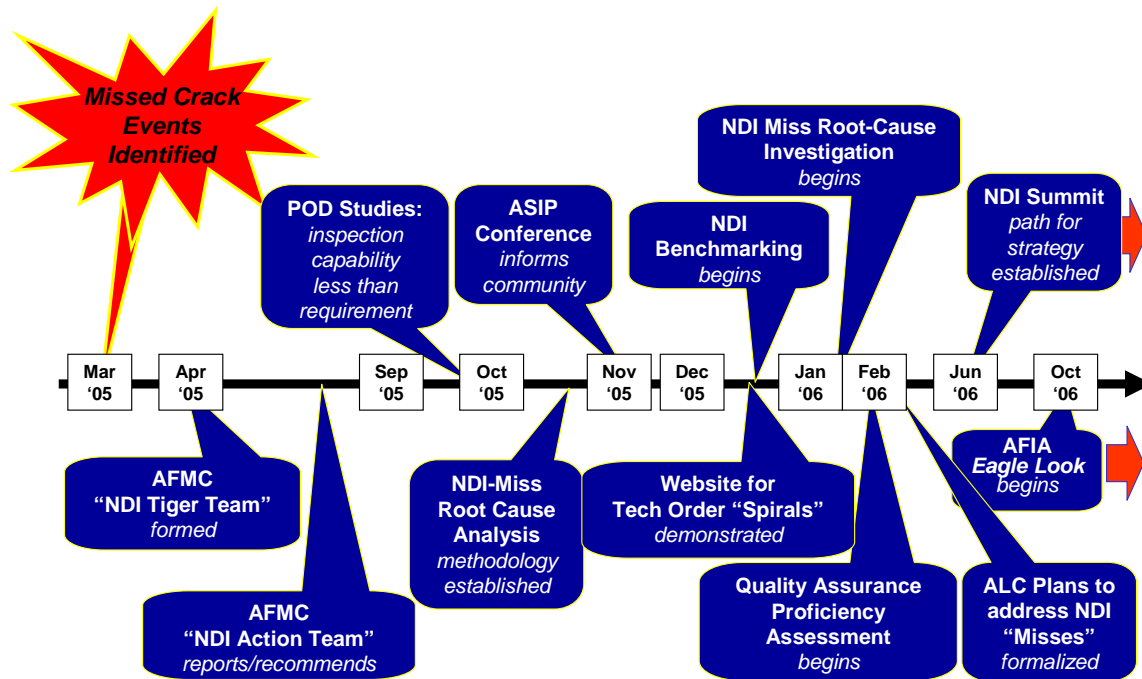 Missed Crack
Events
Identified
POD Studies:
inspection
capability
less than
requirement
ASIP
Conference
informs
community
NDI
Benchmarking
begins
NDI Miss Root-Cause
Investigation
begins
NDI Summit
path for
strategy
established
Mar
‘05
Apr
‘05
Sep
‘05
Oct
‘05
Nov
‘05
Dec
‘05
Jan
‘06
Feb
‘06
Jun
‘06
Oct
‘06
AFMC
“NDI Tiger Team”
formed
AFMC
“NDI Action Team”
reports/recommends
NDI-Miss
Root Cause
Analysis
methodology
established
Website for
Tech Order “Spirals”
demonstrated
Quality Assurance
Proficiency
Assessment
begins
ALC Plans to
address NDI
“Misses”
formalized
AFIA
Eagle Look
begins